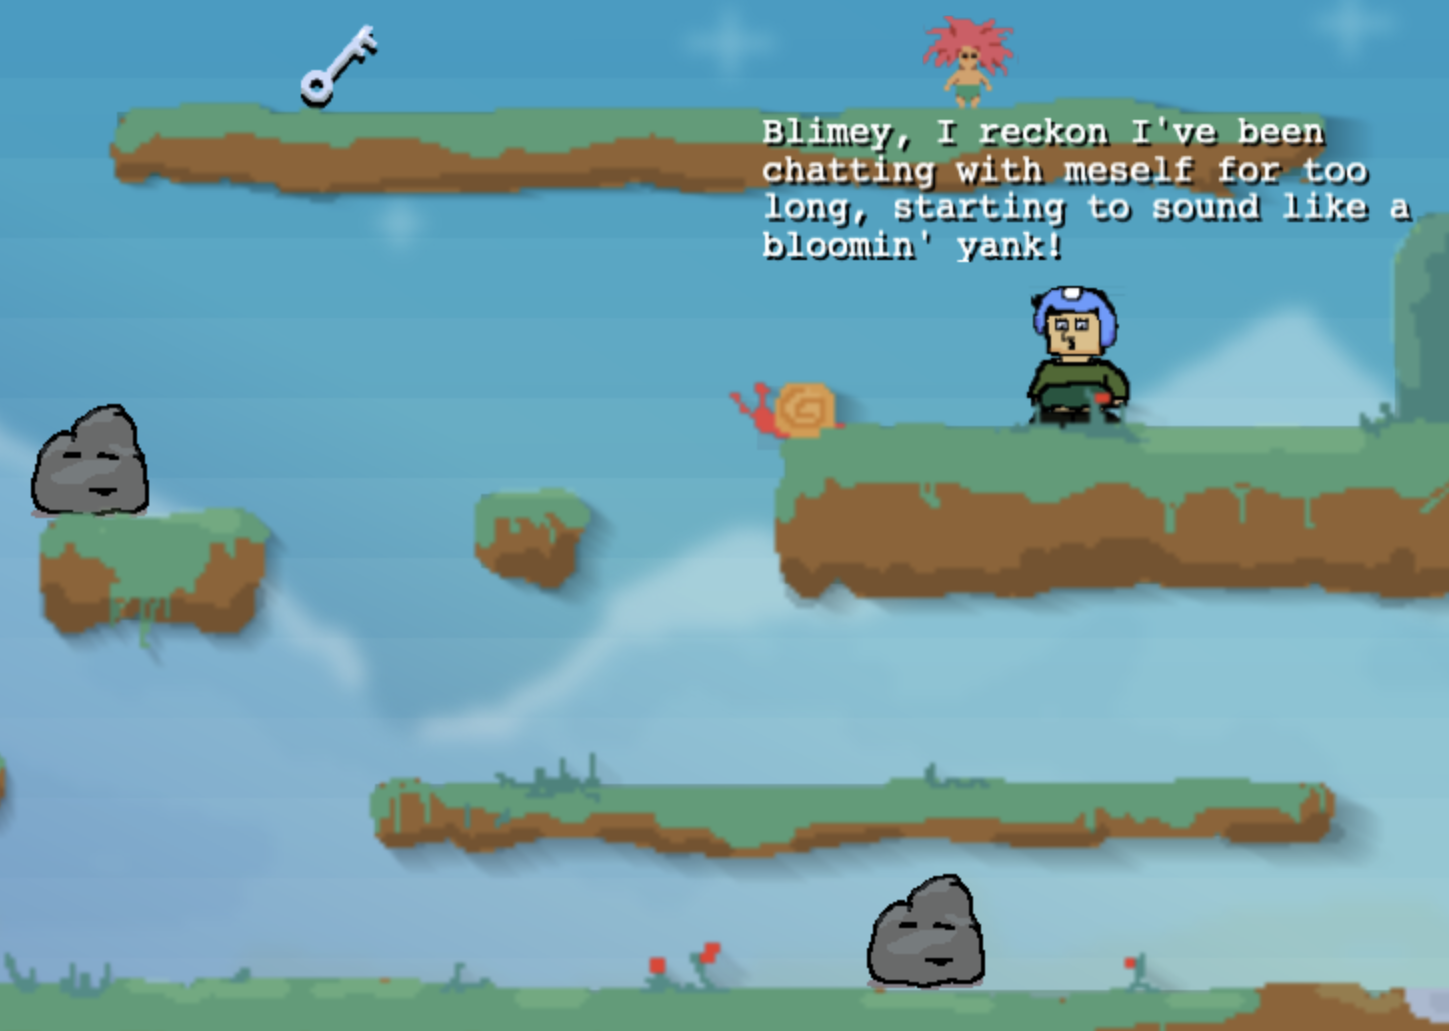 Blimey, I reckon I've been
chatting with meself for too
long, starting to sound like a
bloomin' yank!